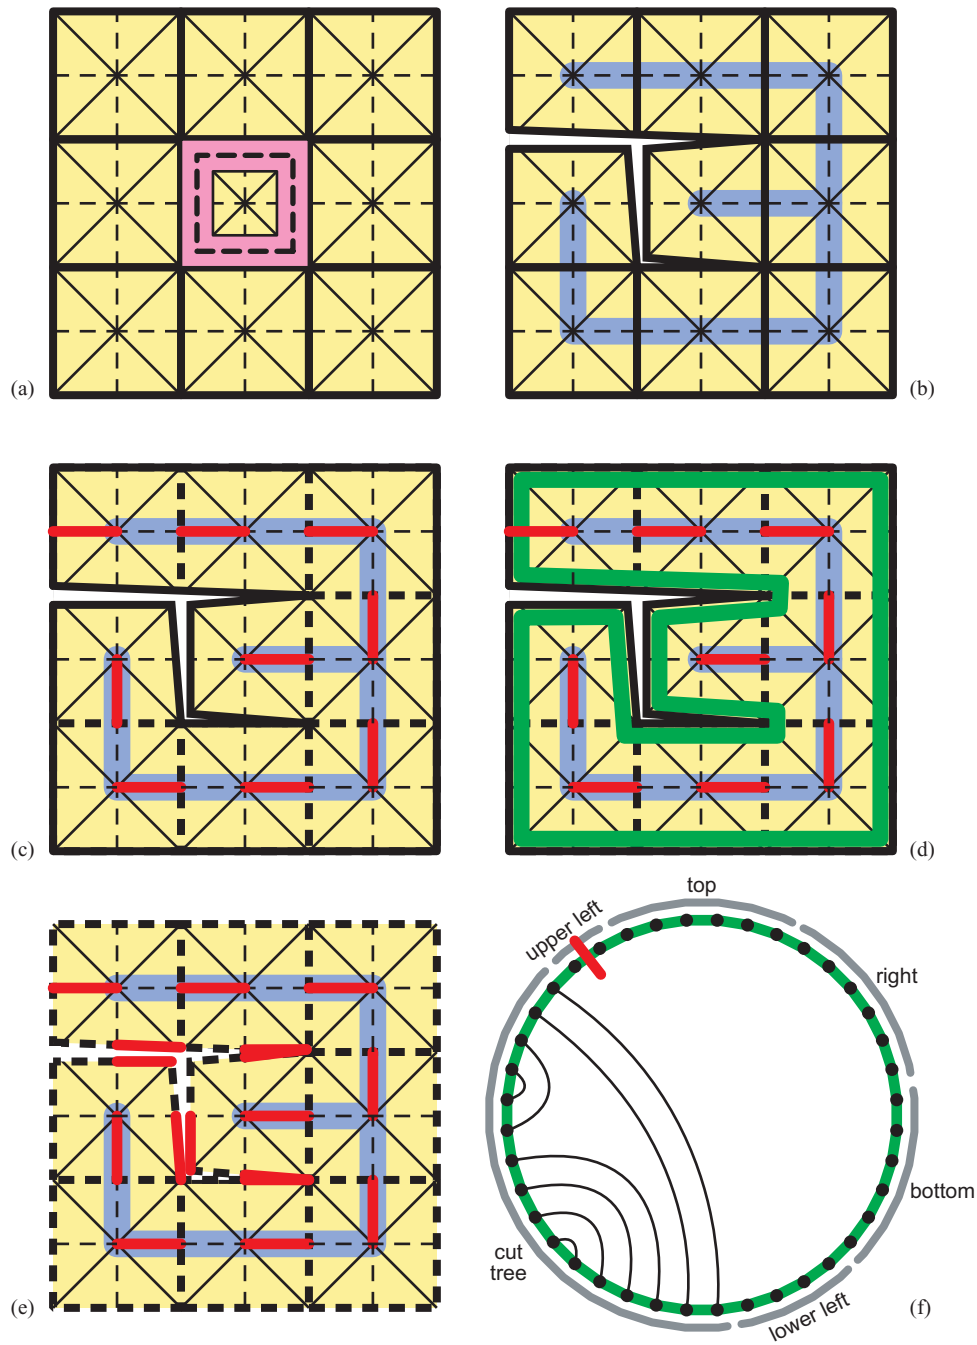 (a)
(b)
(c)
(d)
top
upper left
right
bottom
cut
tree
lower left
(e)
(f)